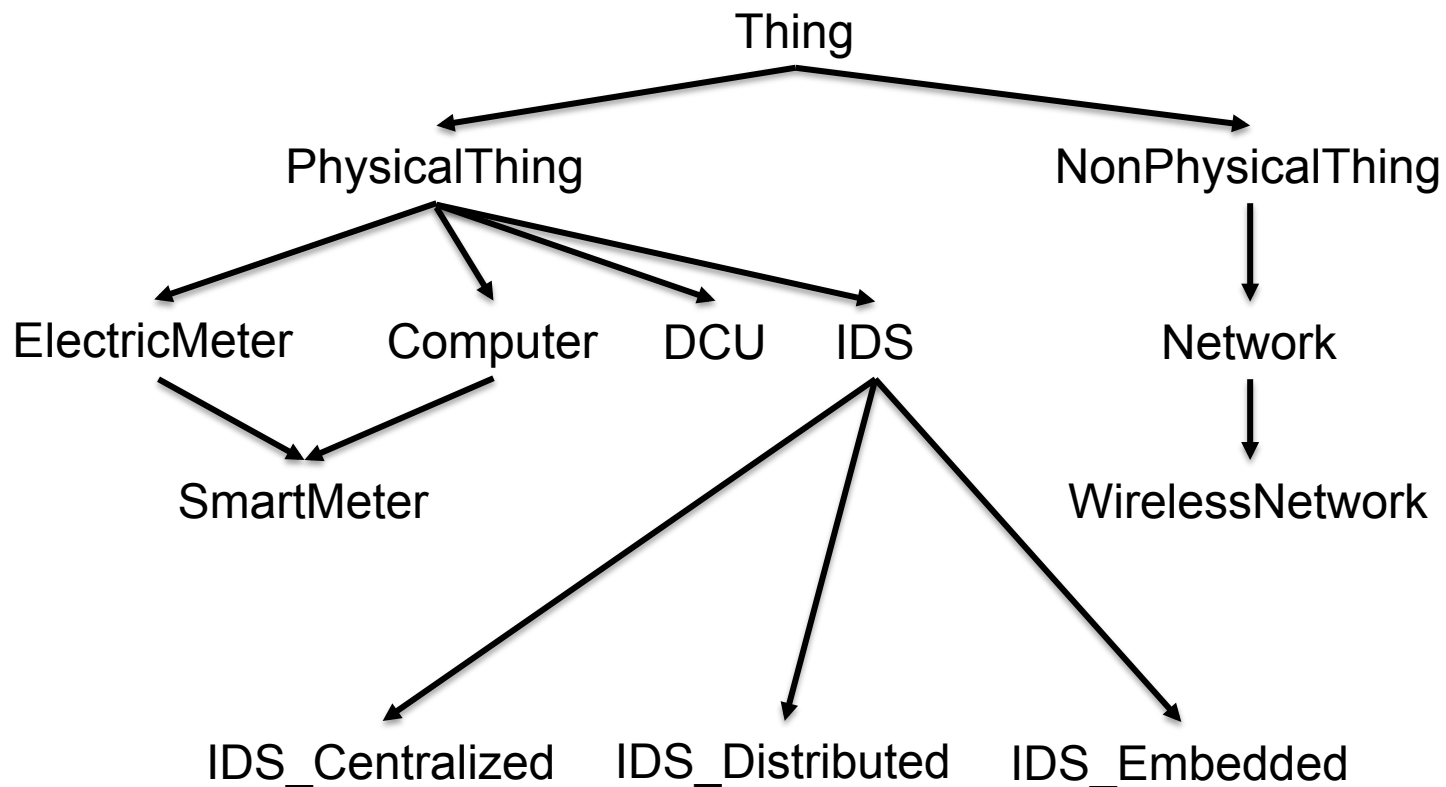 Thing
PhysicalThing NonPhysicalThing
ElectricMeter Computer DCU IDS Network
SmartMeter WirelessNetwork
IDS_Centralized IDS_Distributed IDS_Embedded